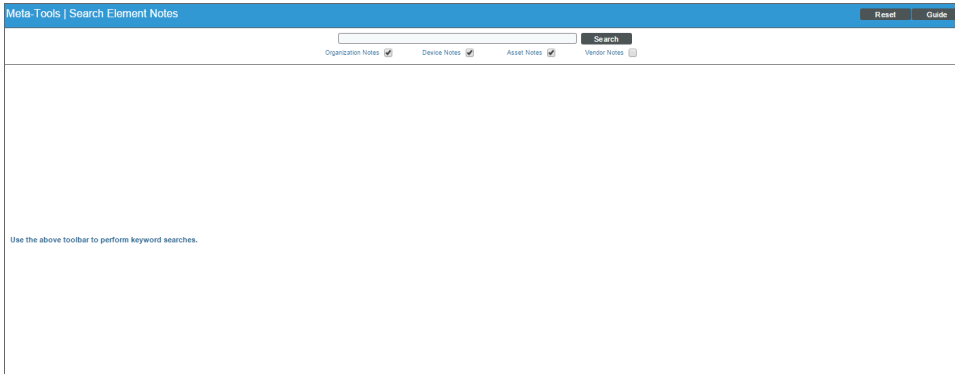 Meta-Tools | Search Element Notes Reset Guide
Search
Organization Notes Device Notes Asset Notes Vendor Notes
Use the above toolbar to perform keyword searches.